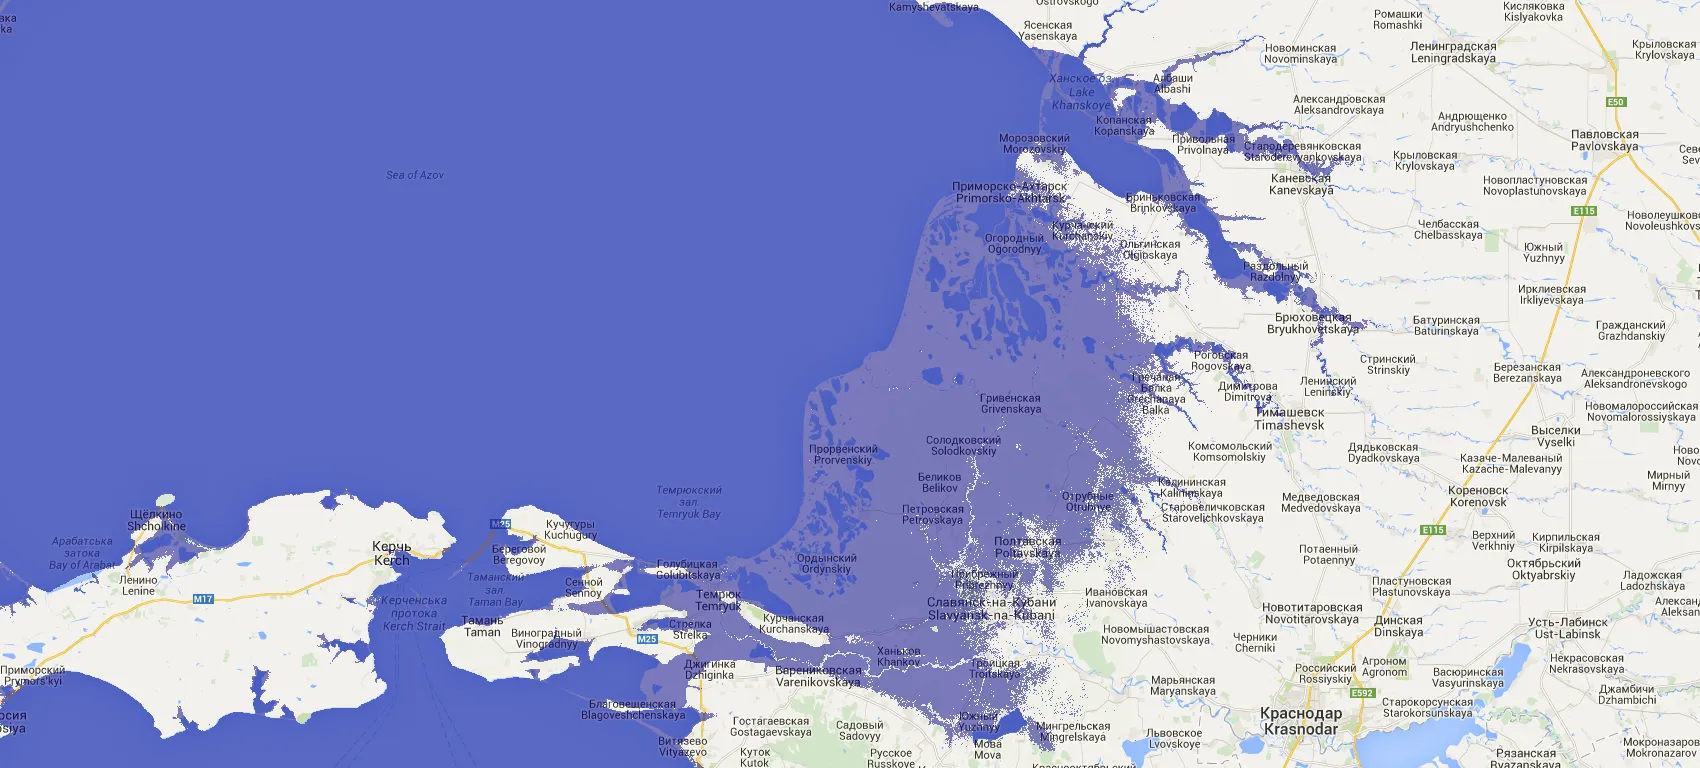 Kamyshevatskaya
Ostrovskogo
Ясенская
Yasenskaya
Ромашки
Romashki
Кисляковка
Kislyakovka
Новоминская
Novominskaya
Ленинградская
Leningradskaya
Крыловская
Krylovskaya
Ханское оз.
Lake
Khanskoye
Албаши
Albashi
E50
Александровская
Aleksandrovskaya
Андрющенко
Andryushchenko
Копанская
Kopanskaya
Павловская
Pavlovskaya
Морозовский
Morozovskiy
Привольная
Privolnaya
Стародеревянковская
Staroderevyankovskaya
Крыловская
Krylovskaya
Sea of Azov
Каневская
Kanevskaya
Новопластуновская
Novoplastunovskaya
Приморско-Ахтарск
Primorsko-Akhtarsk
Бриньковская
Brinkovskaya
E115
Новолеушковс
Novoleushkovs
Курчанский
Kurchanskiy
Челбасская
Chelbasskaya
Огородный
Ogorodnyy
Ольгинская
Olginskaya
Южный
Yuzhnyy
Раздольный
Razdolnyy
Ирклиевская
Irkliyevskaya
Брюховецкая
Bryukhovetskaya
Батуринская
Baturinskaya
Гражданский
Grazhdanskiy
Роговская
Rogovskaya
Стринский
Strinskiy
Березанская
Berezanskaya
Александроневского
Aleksandronevskogo
Гречаная
Балка
Grechanaya
Balka
Димитрова
Dimitrova
Ленинский
Leninskiy
Гривенская
Grivenskaya
Тимашевск
Timashevsk
Новомалороссийская
Novomalorossiyskaya
Выселки
Vyselki
Солодковский
Solodkovskiy
Прорвенский
Prorvenskiy
Комсомольский
Komsomolskiy
Дядьковская
Dyadkovskaya
Казаче-Малеваный
Kazache-Malevanyy
Мирный
Mirnyy
Беликов
Belikov
Калининская
Kalininskaya
Кореновск
Korenovsk
Темрюкский
зал.
Temryuk Bay
Отрубные
Otrubnye
Медведовская
Medvedovskaya
Петровская
Petrovskaya
Старовеличковская
Starovelichkovskaya
Щёлкино
Shcholkine
M25
Кучугуры
Kuchugury
E115
Верхний
Verkhniy
Кирпильская
Kirpilskaya
Арабатська
затока
Bay of Arabat
Керчь
Kerch
Береговой
Beregovoy
Полтавская
Poltavskaya
Потаенный
Potaennyy
Октябрьский
Oktyabrskiy
Ордынский
Ordynskiy
Голубицкая
Golubitskaya
Ленино
Lenine
Таманский
зал.
Taman Bay
Сенной
Sennoy
Прибрежный
Pribrezhnyy
Ивановская
Ivanovskaya
Пластуновская
Plastunovskaya
Ладожская
Ladozhskaya
M17
Керченська
протока
Kerch Strait
Темрюк
Temryuk
Славянск-на-Кубани
Slavyansk-na-Kubani
Новотитаровская
Novotitarovskaya
Динская
Dinskaya
Усть-Лабинск
Ust-Labinsk
Тамань
Taman
Виноградный
Vinogradnyy
M25
Стрелка
Strelka
Курчанская
Kurchanskaya
Новомышастовская
Novomyshastovskaya
Черники
Cherniki
Ханьков
Khankov
Джигинка
Dzhiginka
Варениковская
Varenikovskaya
Троицкая
Troitskaya
Российский
Rossiyskiy
Агроном
Agronom
Васюринская
Vasyurinskaya
Некрасовская
Nekrasovskaya
Приморский
Prymors'kyi
Марьянская
Maryanskaya
E592
Джамбичи
Dzhambichi
Благовещенская
Blagoveshchenskaya
Краснодар
Krasnodar
Старокорсунская
Starokorsunskaya
Гостагаевская
Gostagaevskaya
Садовый
Sadovyy
Южный
Yuzhnyy
Мингрельская
Mingrelskaya
Львовское
Lvovskoye
Витязево
Vityazevo
Куток
Kutok
Русское
Russkoye
Мова
Mova
Рязанская
Ryazanskaya
Мокроназаров
Mokronazarov